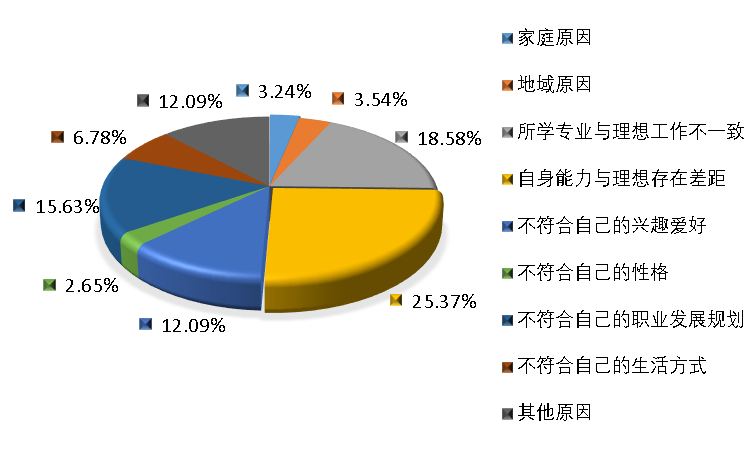 3.24%
3.54%
18.58%
25.37%
12.09%
2.65%
15.63%
6.78%
12.09%
家庭原因
地域原因
所学专业与理想工作不一致
自身能力与理想存在差距
不符合自己的兴趣爱好
不符合自己的性格
不符合自己的职业发展规划
不符合自己的生活方式
其他原因